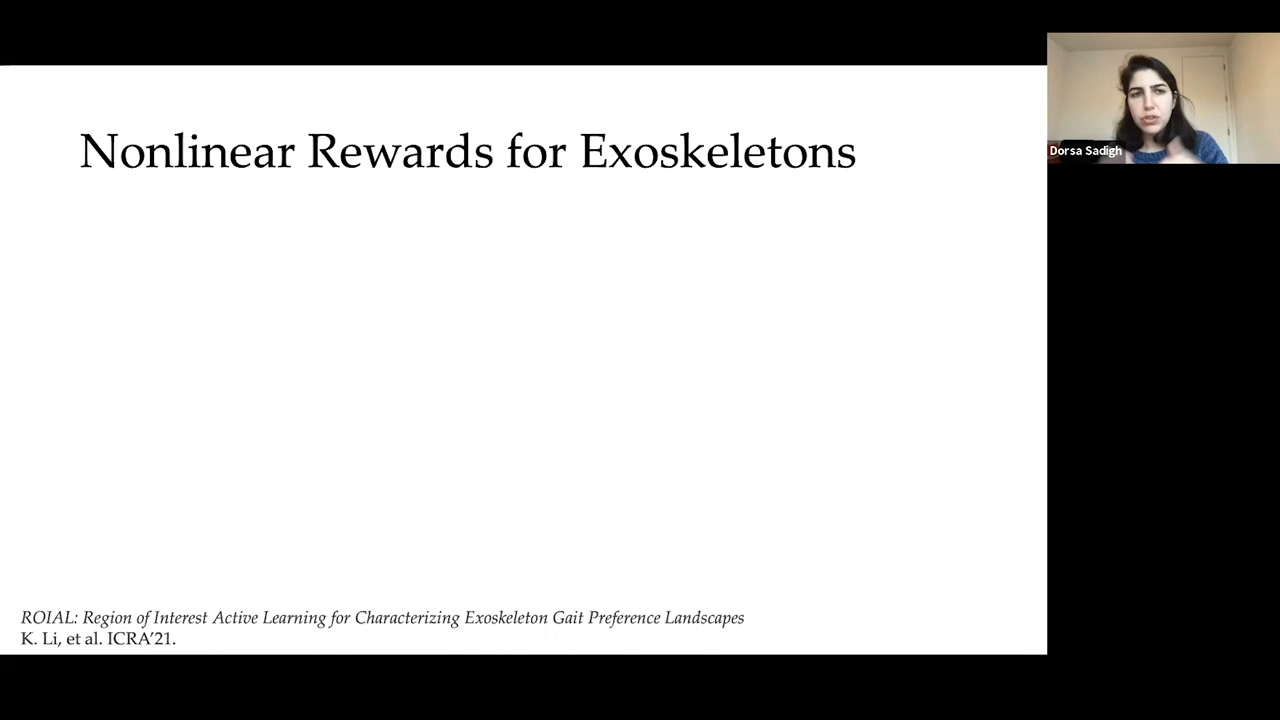 Nonlinear Rewards for Exoskeletons
Dorsa Sadigh
ROIAL: Region of Interest Active Learning for Characterizing Exoskeleton Gait Preference Landscapes
K. Li, et al. ICRA'21.